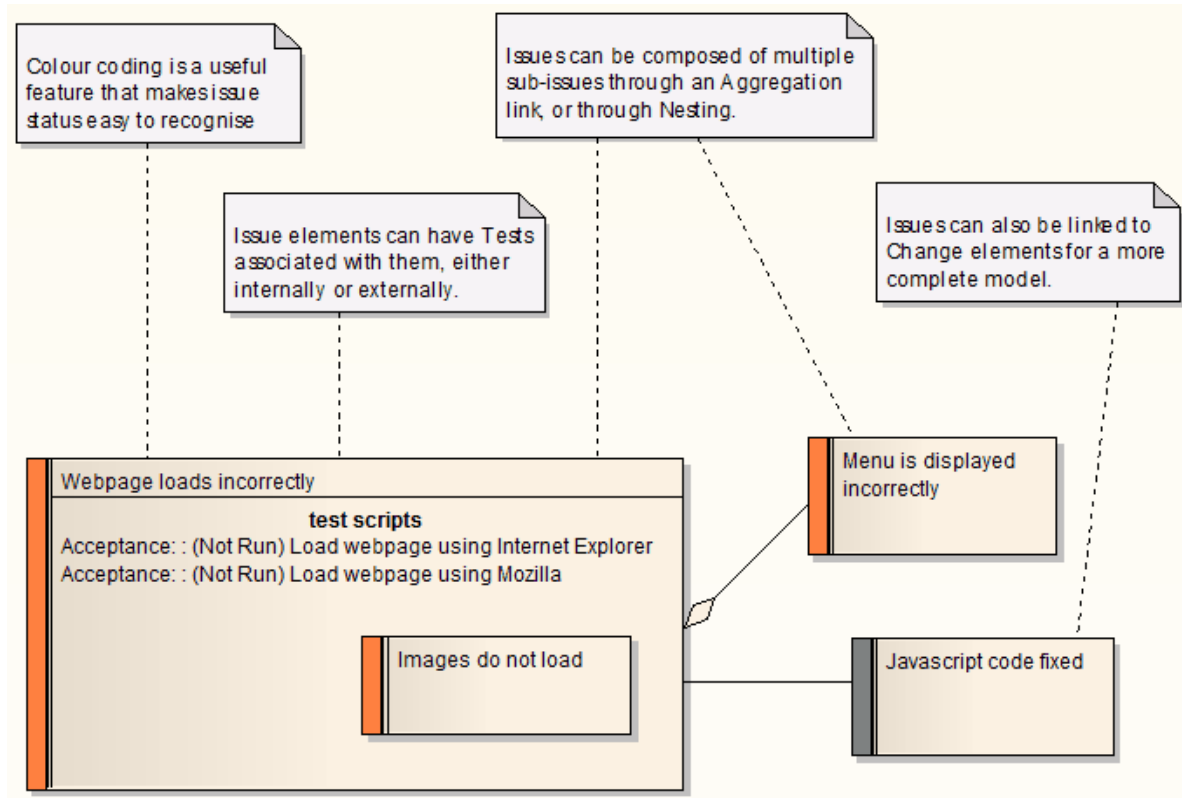 Colour coding is a useful
feature that makes issue
status easy to recognise
Issues can be composed of multiple
sub-issues through an Aggregation
link, or through Nesting.
Issue elements can have Tests
associated with them, either
internally or externally.
Issues can also be linked to
Change elements for a more
complete model.
Webpage loads incorrectly
test scripts
Acceptance: : (Not Run) Load webpage using Internet Explorer
Acceptance: : (Not Run) Load webpage using Mozilla
Images do not load
Menu is displayed
incorrectly
Javascript code fixed